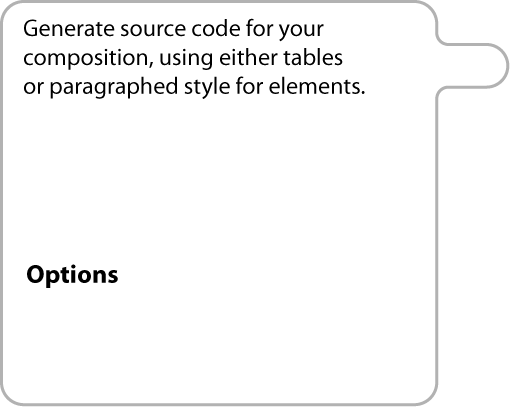 Generate source code for your
composition, using either tables
or paragraphed style for elements.
Options